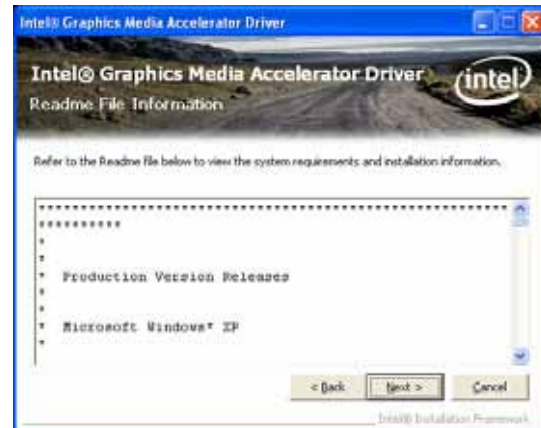 Intel® Graphics Media Accelerator Driver
Intel® Graphics Media Accelerator Driver
Readme File Information
intel
Refer to the Readme file below to view the system requirements and installation information.
************************************************************
**********
*
*
* Production Version Releases
*
*
* Microsoft Windows* XP
*
< Back
Next >
Cancel
Intel® Installation Framework